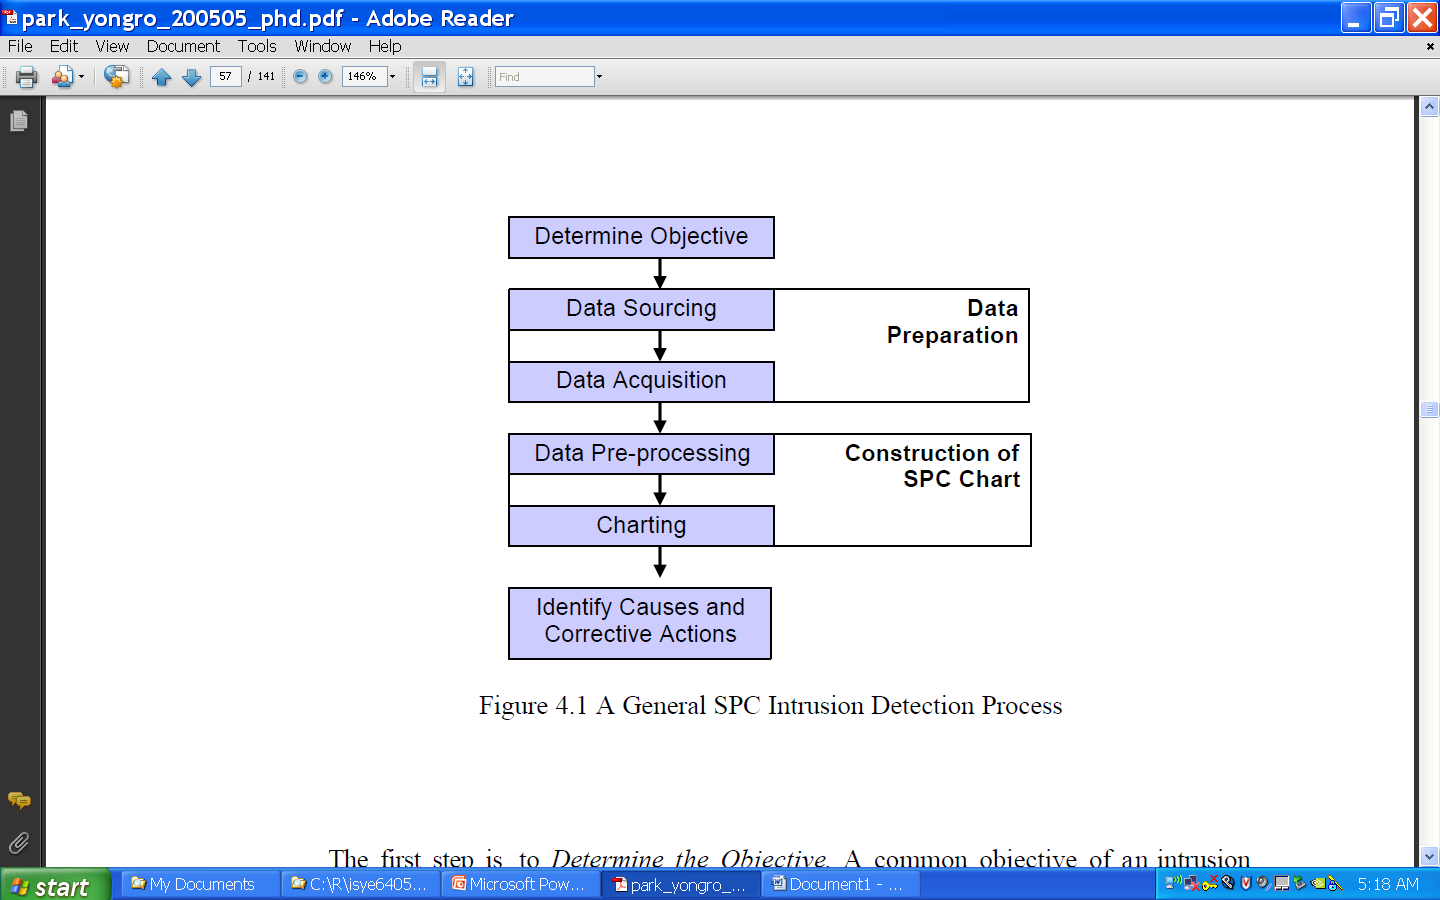 park_yongro_200505_phd.pdf - Adobe Reader
File Edit View Document Tools Window Help
57 / 141 146% Find
Determine Objective
Data Sourcing
Data
Preparation
Data Acquisition
Data Pre-processing
Construction of
SPC Chart
Charting
Identify Causes and
Corrective Actions
Figure 4.1 A General SPC Intrusion Detection Process
The first step is to Determine the Objective. A common objective of an intrusion
start My Documents C:\R\isye6405... Microsoft Pow... park_yongro_... Document1 - ... 5:18 AM